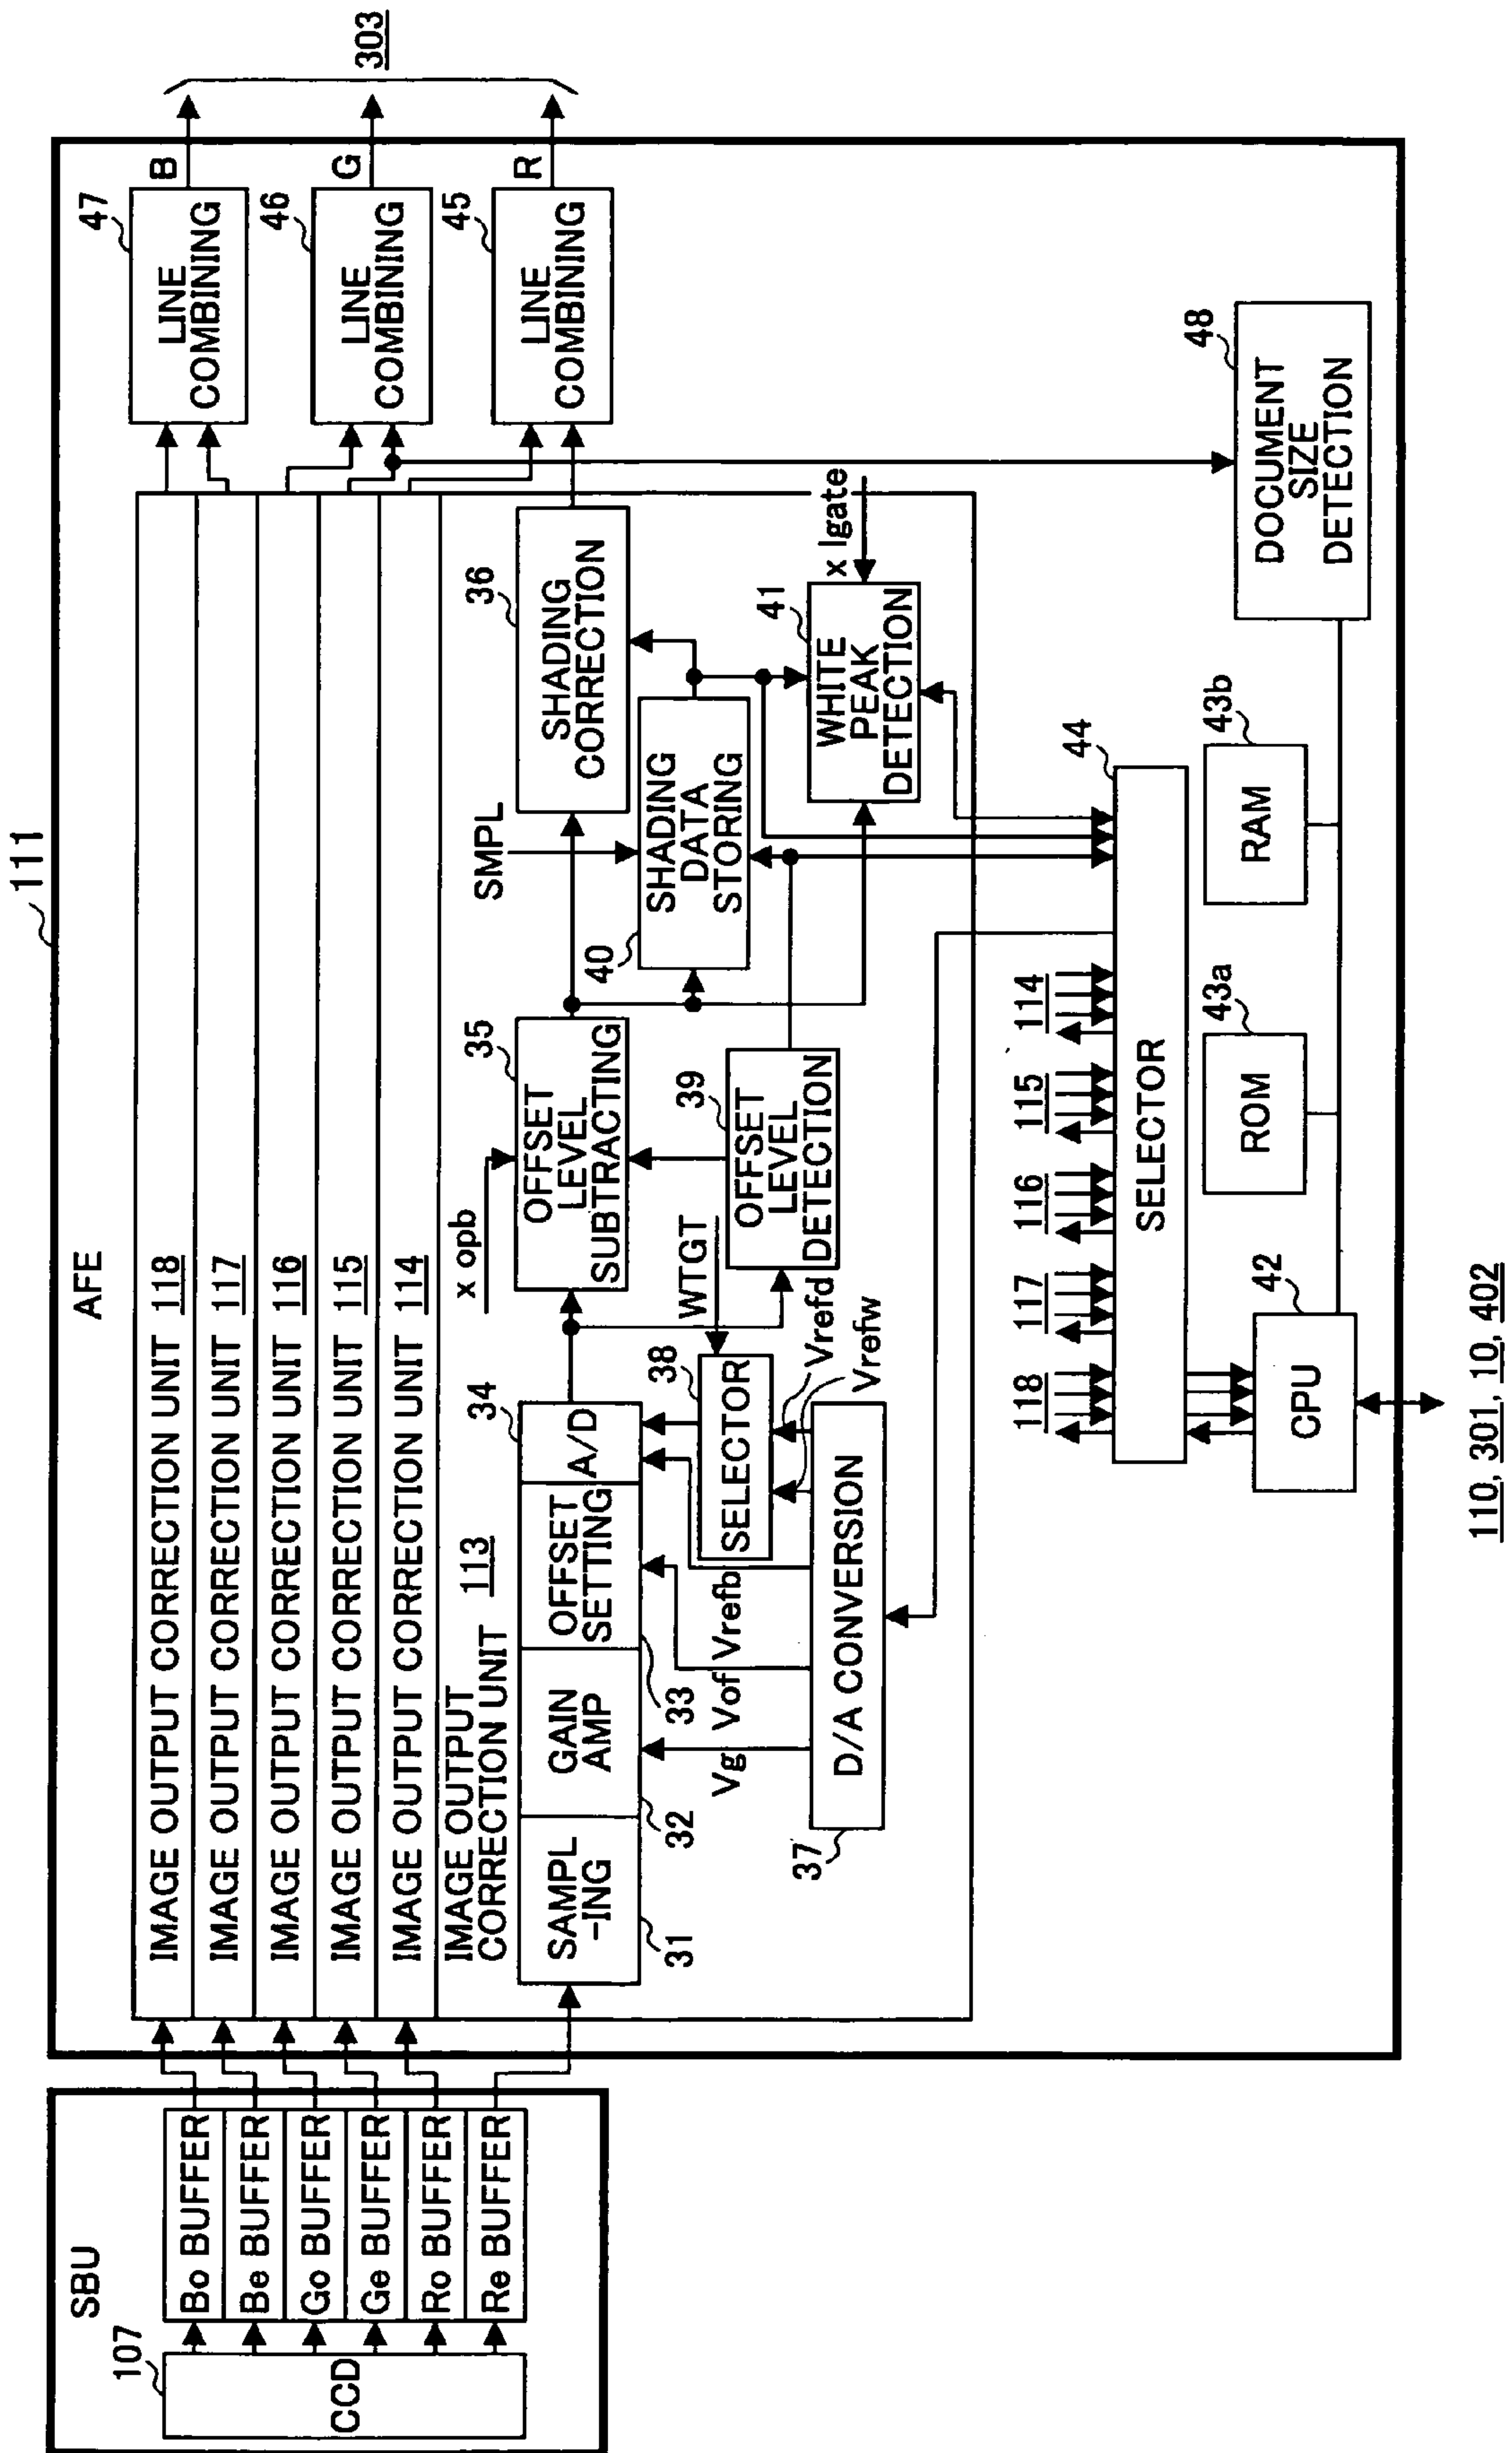 111
SBU
107
CCD
Bo BUFFER
Be BUFFER
Go BUFFER
Ge BUFFER
Ro BUFFER
Re BUFFER
AFE
IMAGE OUTPUT CORRECTION UNIT 118
IMAGE OUTPUT CORRECTION UNIT 117
IMAGE OUTPUT CORRECTION UNIT 116
IMAGE OUTPUT CORRECTION UNIT 115
IMAGE OUTPUT CORRECTION UNIT 114
IMAGE OUTPUT
CORRECTION UNIT 113
SAMPL
-ING
31
GAIN
AMP
32
OFFSET
SETTING
33
A/D
34
Vg
Vof
Vrefb
D/A CONVERSION
37
SELECTOR
38
WTGT
Vrefd
Vrefw
x opb
OFFSET
LEVEL
SUBTRACTING
35
OFFSET
LEVEL
DETECTION
39
SMPL
SHADING
CORRECTION
36
SHADING
DATA
STORING
40
WHITE
PEAK
DETECTION
41
x lgate
LINE
COMBINING
47
B
LINE
COMBINING
46
G
LINE
COMBINING
45
R
303
118
117
116
115
114
SELECTOR
44
CPU
42
ROM
43a
RAM
43b
DOCUMENT
SIZE
DETECTION
48
110, 301, 10, 402